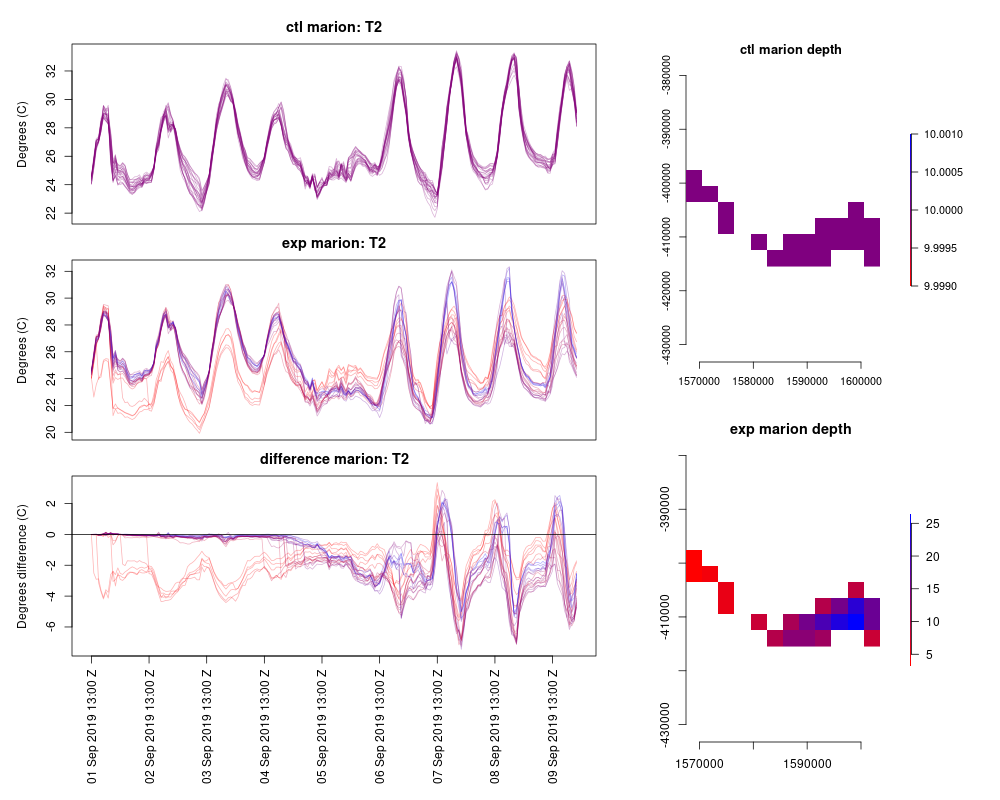 ctl marion: T2
Degrees (C)
32
30
28
26
24
22
exp marion: T2
Degrees (C)
32
30
28
26
24
22
20
difference marion: T2
Degrees difference (C)
2
0
-2
-4
-6
01 Sep 2019 13:00 Z
02 Sep 2019 13:00 Z
03 Sep 2019 13:00 Z
04 Sep 2019 13:00 Z
05 Sep 2019 13:00 Z
06 Sep 2019 13:00 Z
07 Sep 2019 13:00 Z
08 Sep 2019 13:00 Z
09 Sep 2019 13:00 Z
ctl marion depth
-380000
-390000
-400000
-410000
-420000
-430000
1570000 1580000 1590000 1600000
10.0010
10.0005
10.0000
9.9995
9.9990
exp marion depth
-390000
-410000
-430000
1570000 1590000
25
20
15
10
5